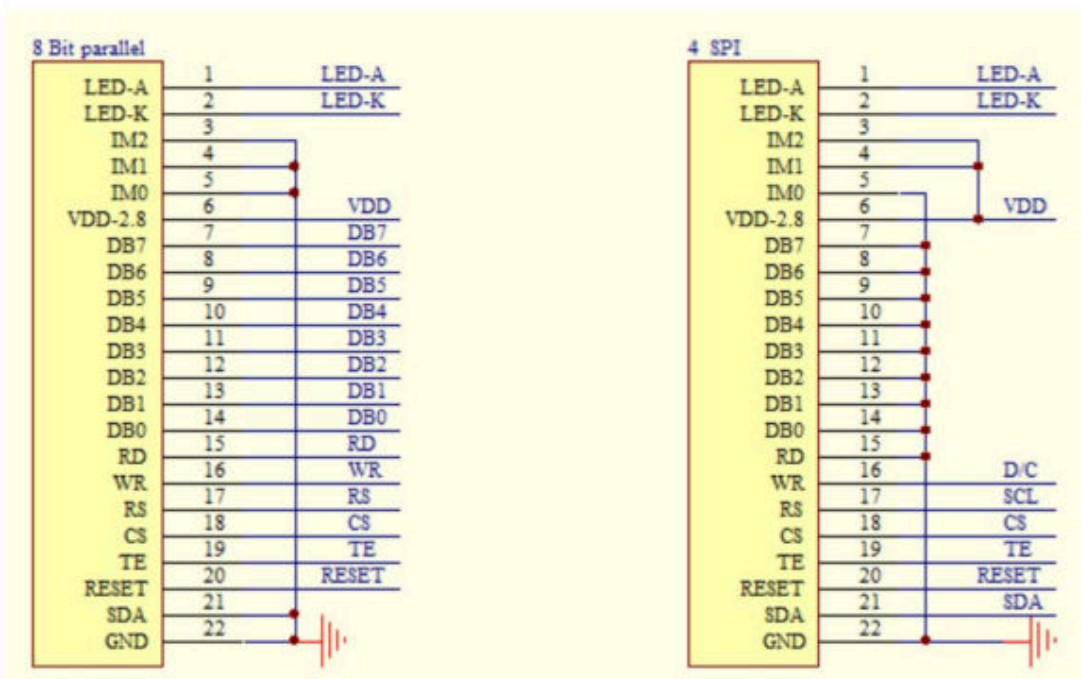 8 Bit parallel
LED-A 1 LED-A
LED-K 2 LED-K
IM2 3
IM1 4
IM0 5
VDD-2.8 6 VDD
DB7 7 DB7
DB6 8 DB6
DB5 9 DB5
DB4 10 DB4
DB3 11 DB3
DB2 12 DB2
DB1 13 DB1
DB0 14 DB0
RD 15 RD
WR 16 WR
RS 17 RS
CS 18 CS
TE 19 TE
RESET 20 RESET
SDA 21
GND 22
4 SPI
LED-A 1 LED-A
LED-K 2 LED-K
IM2 3
IM1 4
IM0 5
VDD-2.8 6 VDD
DB7 7
DB6 8
DB5 9
DB4 10
DB3 11
DB2 12
DB1 13
DB0 14
RD 15
WR 16 D/C
RS 17 SCL
CS 18 CS
TE 19 TE
RESET 20 RESET
SDA 21 SDA
GND 22